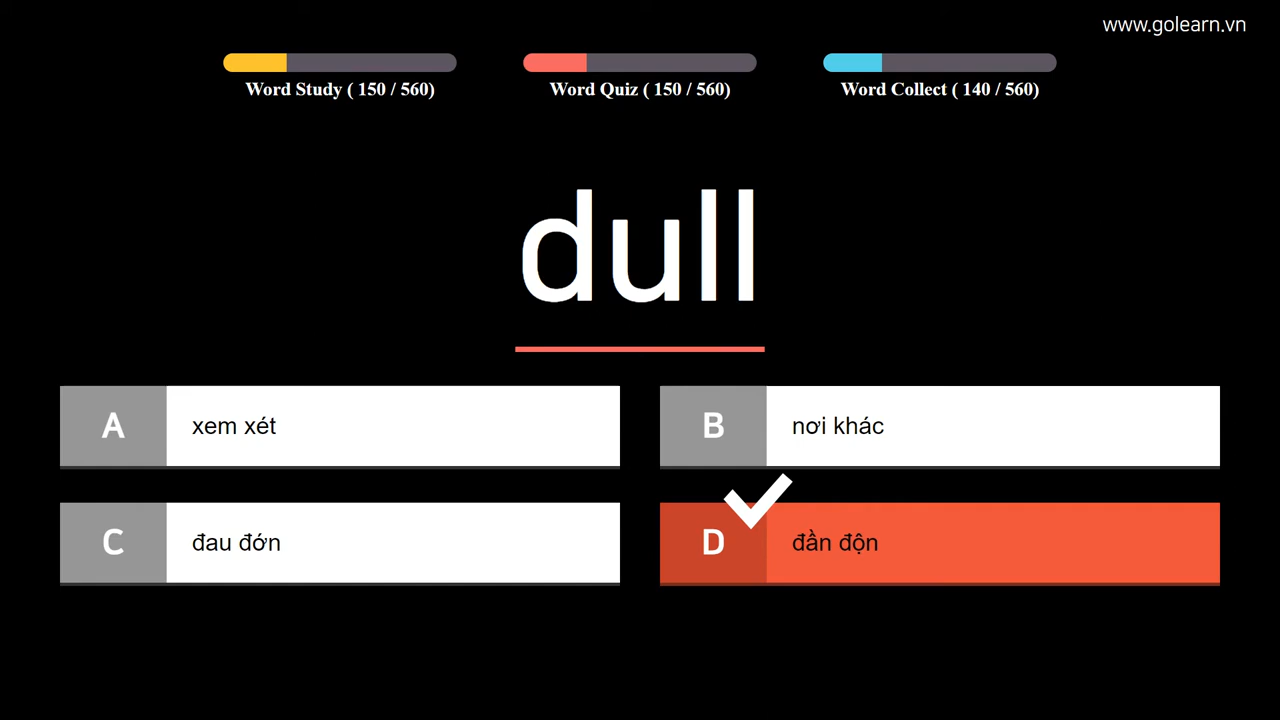 www.golearn.vn
Word Study ( 150 / 560)
Word Quiz ( 150 / 560)
Word Collect ( 140 / 560)
dull
A xem xét
B nơi khác
C đau đớn
D đần độn